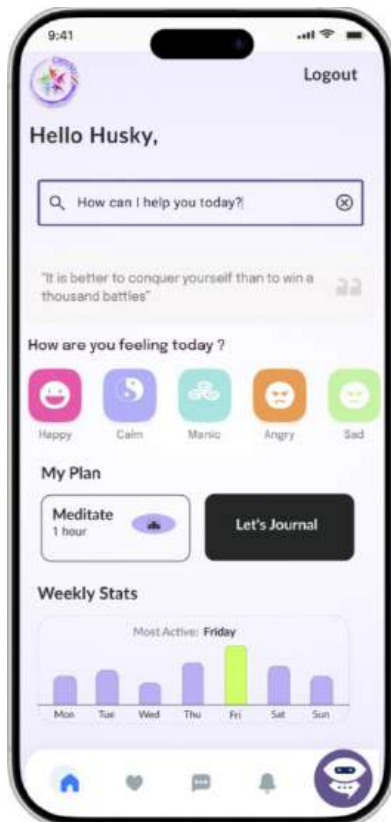 9:41
Logout
Hello Husky,
How can I help you today?
"It is better to conquer yourself than to win a
thousand battles"
How are you feeling today ?
Happy Calm Manic Angry Sad
My Plan
Meditate
1 hour
Let's Journal
Weekly Stats
Most Active: Friday
Mon Tue Wed Thu Fri Sat Sun